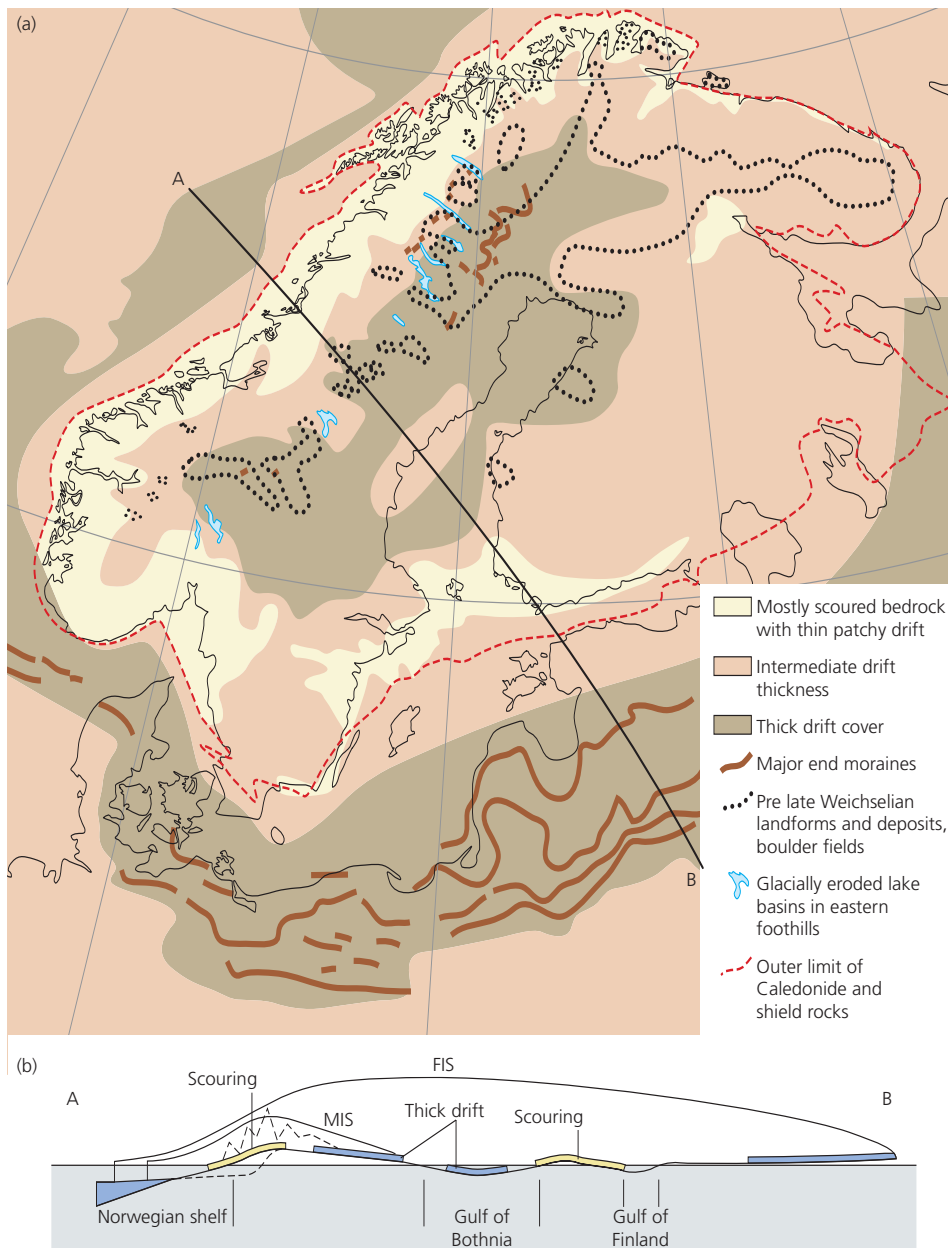 (a)
A
B
Mostly scoured bedrock
with thin patchy drift
Intermediate drift
thickness
Thick drift cover
Major end moraines
Pre late Weichselian
landforms and deposits,
boulder fields
Glacially eroded lake
basins in eastern
foothills
Outer limit of
Caledonide and
shield rocks
(b)
FIS
A
B
Scouring
MIS
Thick drift
Scouring
Norwegian shelf
Gulf of
Bothnia
Gulf of
Finland